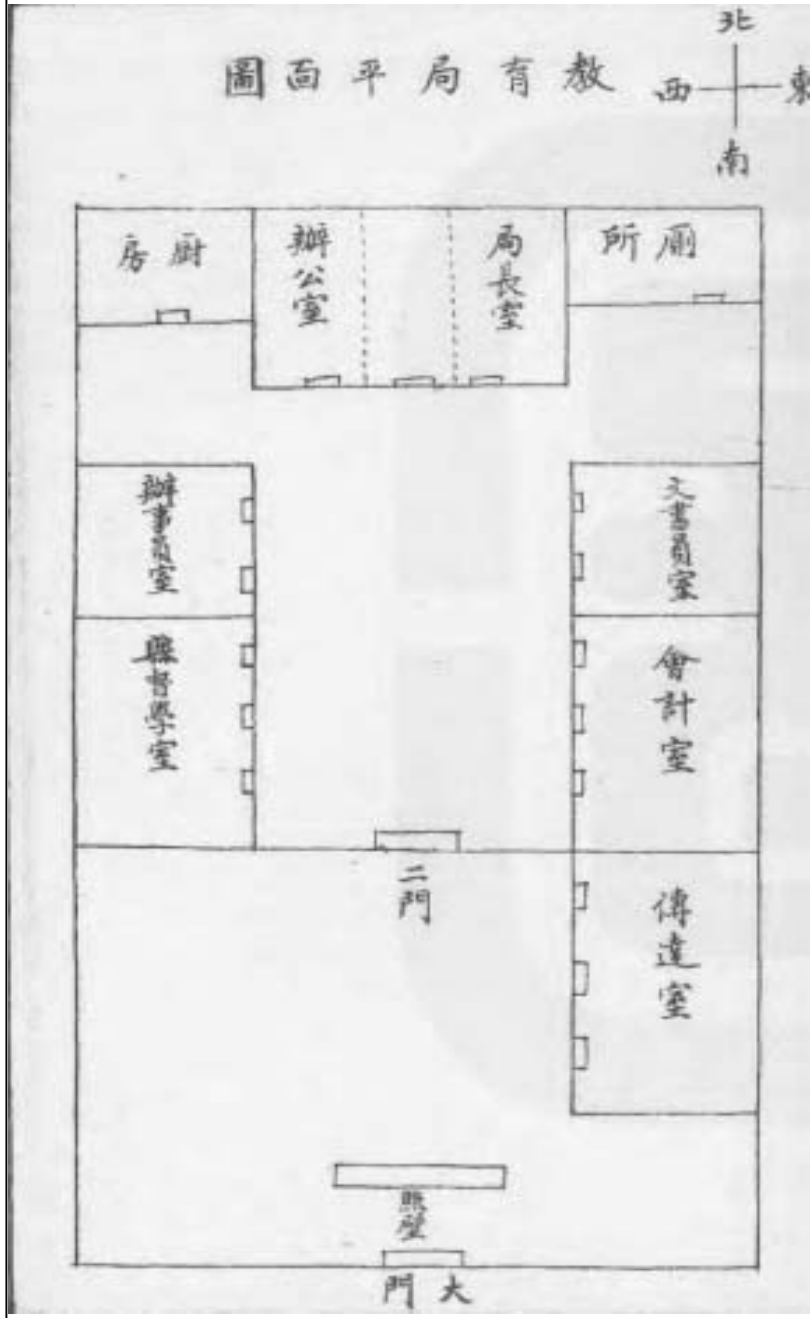 教育局平面圖
北
西
東
南
廚房
辦公室
局長室
廁所
辦事員室
文書員室
縣督學室
會計室
二門
傳達室
照壁
大門